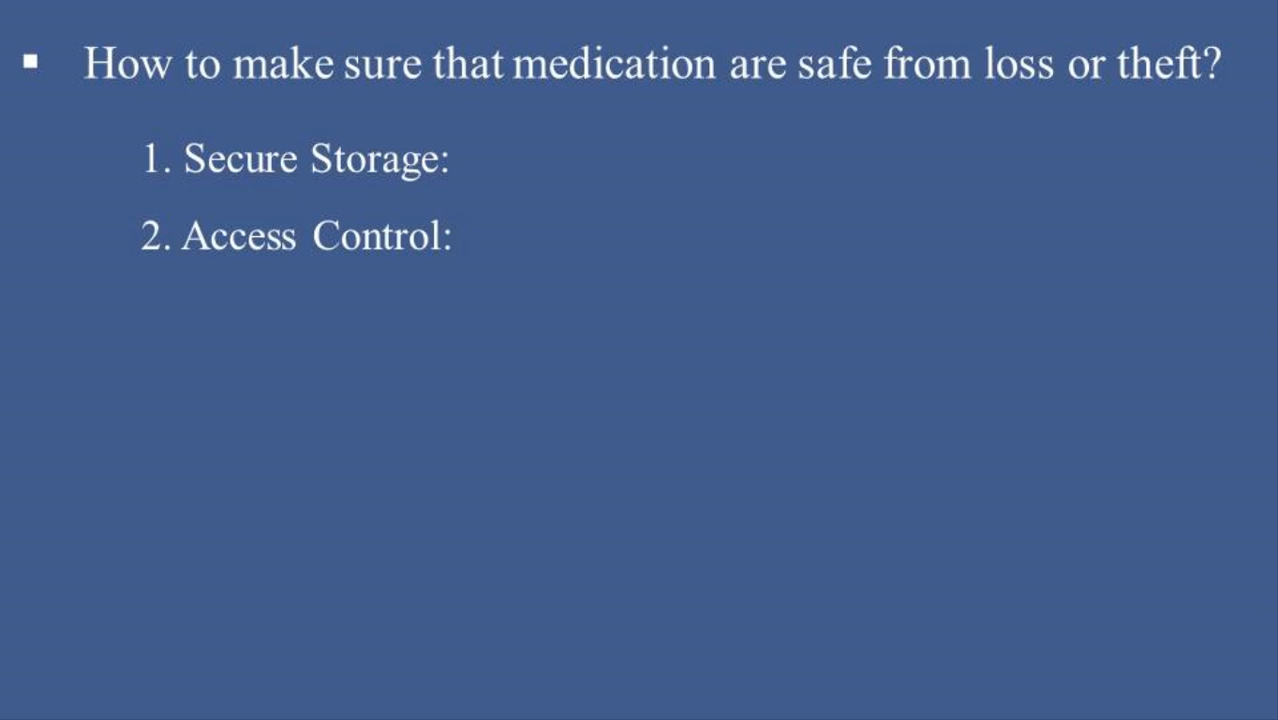 ▪ How to make sure that medication are safe from loss or theft?
1. Secure Storage:
2. Access Control: